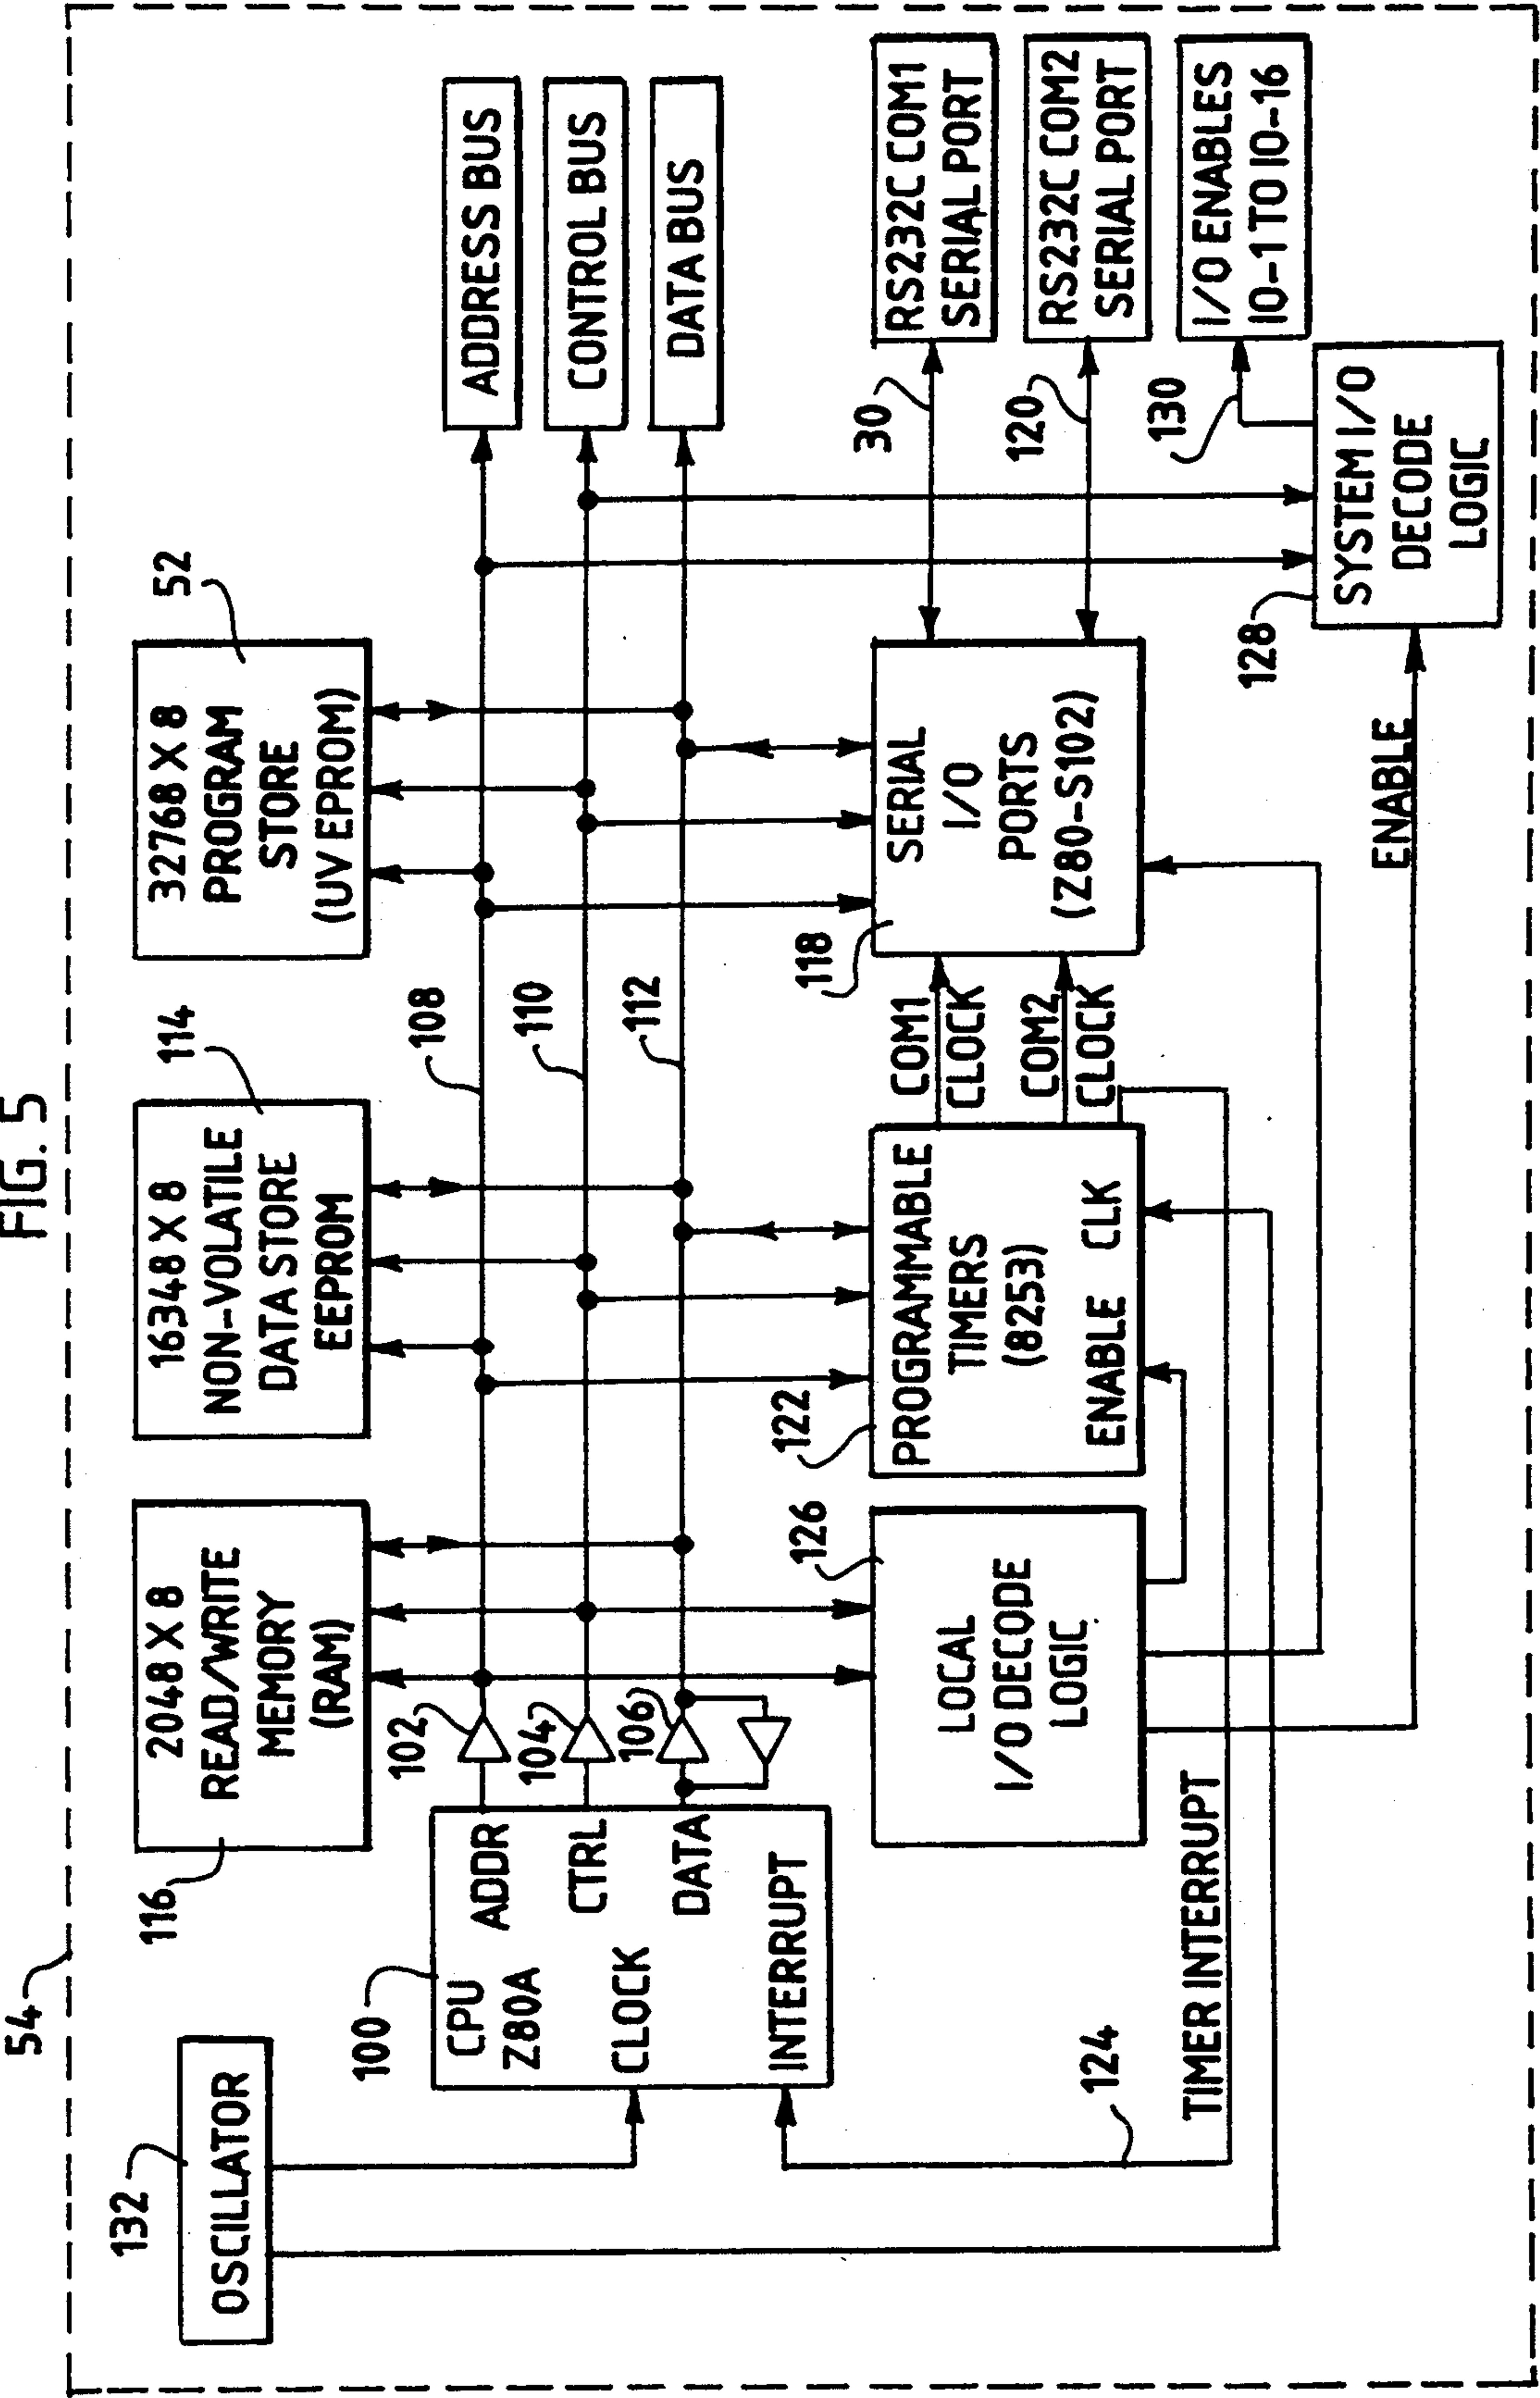 FIG. 5
54
132
OSCILLATOR
116
2048 X 8
READ/WRITE
MEMORY
(RAM)
114
16348 X 8
NON-VOLATILE
DATA STORE
EEPROM
52
32768 X 8
PROGRAM
STORE
(UV EPROM)
100
CPU
Z80A
ADDR
CTRL
CLOCK
DATA
INTERRUPT
102
104
106
108
110
112
ADDRESS BUS
CONTROL BUS
DATA BUS
126
LOCAL
I/O DECODE
LOGIC
122
PROGRAMMABLE
TIMERS
(8253)
ENABLE CLK
COM1
CLOCK
COM2
CLOCK
118
SERIAL
I/O
PORTS
(Z80-S102)
30
RS232C COM1
SERIAL PORT
120
RS232C COM2
SERIAL PORT
130
I/O ENABLES
IO-1 TO IO-16
128
SYSTEM I/O
DECODE
LOGIC
124
TIMER INTERRUPT
ENABLE